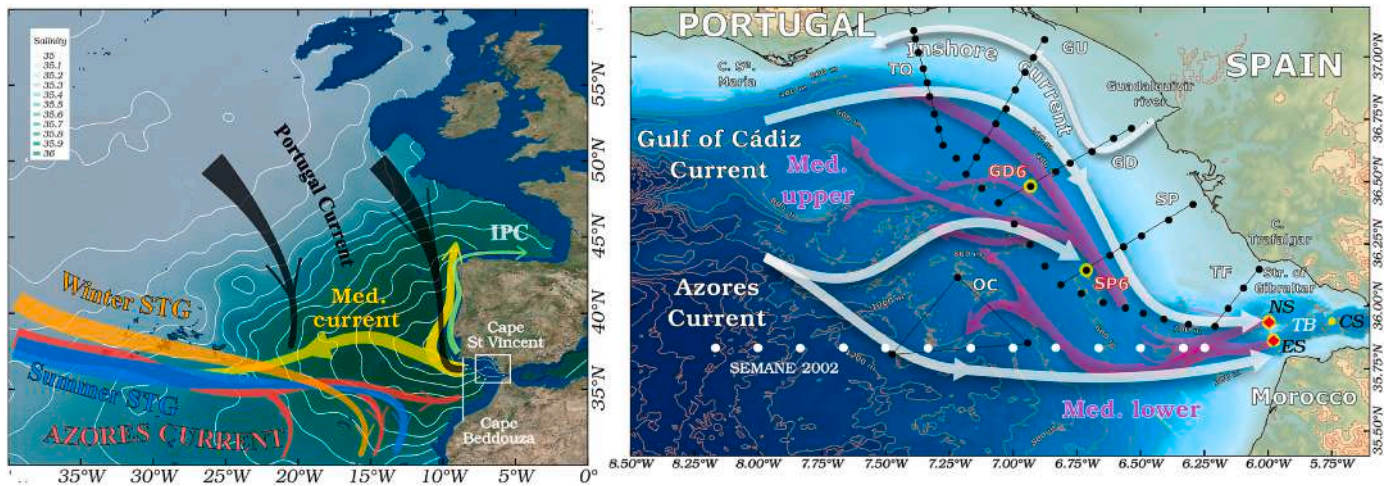 Salinity
35
35.1
35.2
35.3
35.4
35.5
35.6
35.7
35.8
35.9
36
Portugal Current
IPC
Winter STG
Med.
current
Cape
St Vincent
Summer STG
AZORES CURRENT
Cape
Beddouza
55°N
50°N
45°N
40°N
35°N
35°W
30°W
25°W
20°W
15°W
10°W
5°W
0°
PORTUGAL
SPAIN
Inshore
Current
GU
TO
C. Sª.
Maria
Guadalquivir
river
Gulf of Cádiz
Current
Med.
upper
GD6
GD
SP
C.
Trafalgar
SP6
TF
Str. of
Gibraltar
Azores
Current
OC
NS
TB
CS
ES
SEMANE 2002
Med. lower
Morocco
1200 m
37.00°N
36.75°N
36.50°N
36.25°N
36.00°N
35.75°N
35.50°N
8.50°W
8.25°W
8.00°W
7.75°W
7.50°W
7.25°W
7.00°W
6.75°W
6.50°W
6.25°W
6.00°W
5.75°W